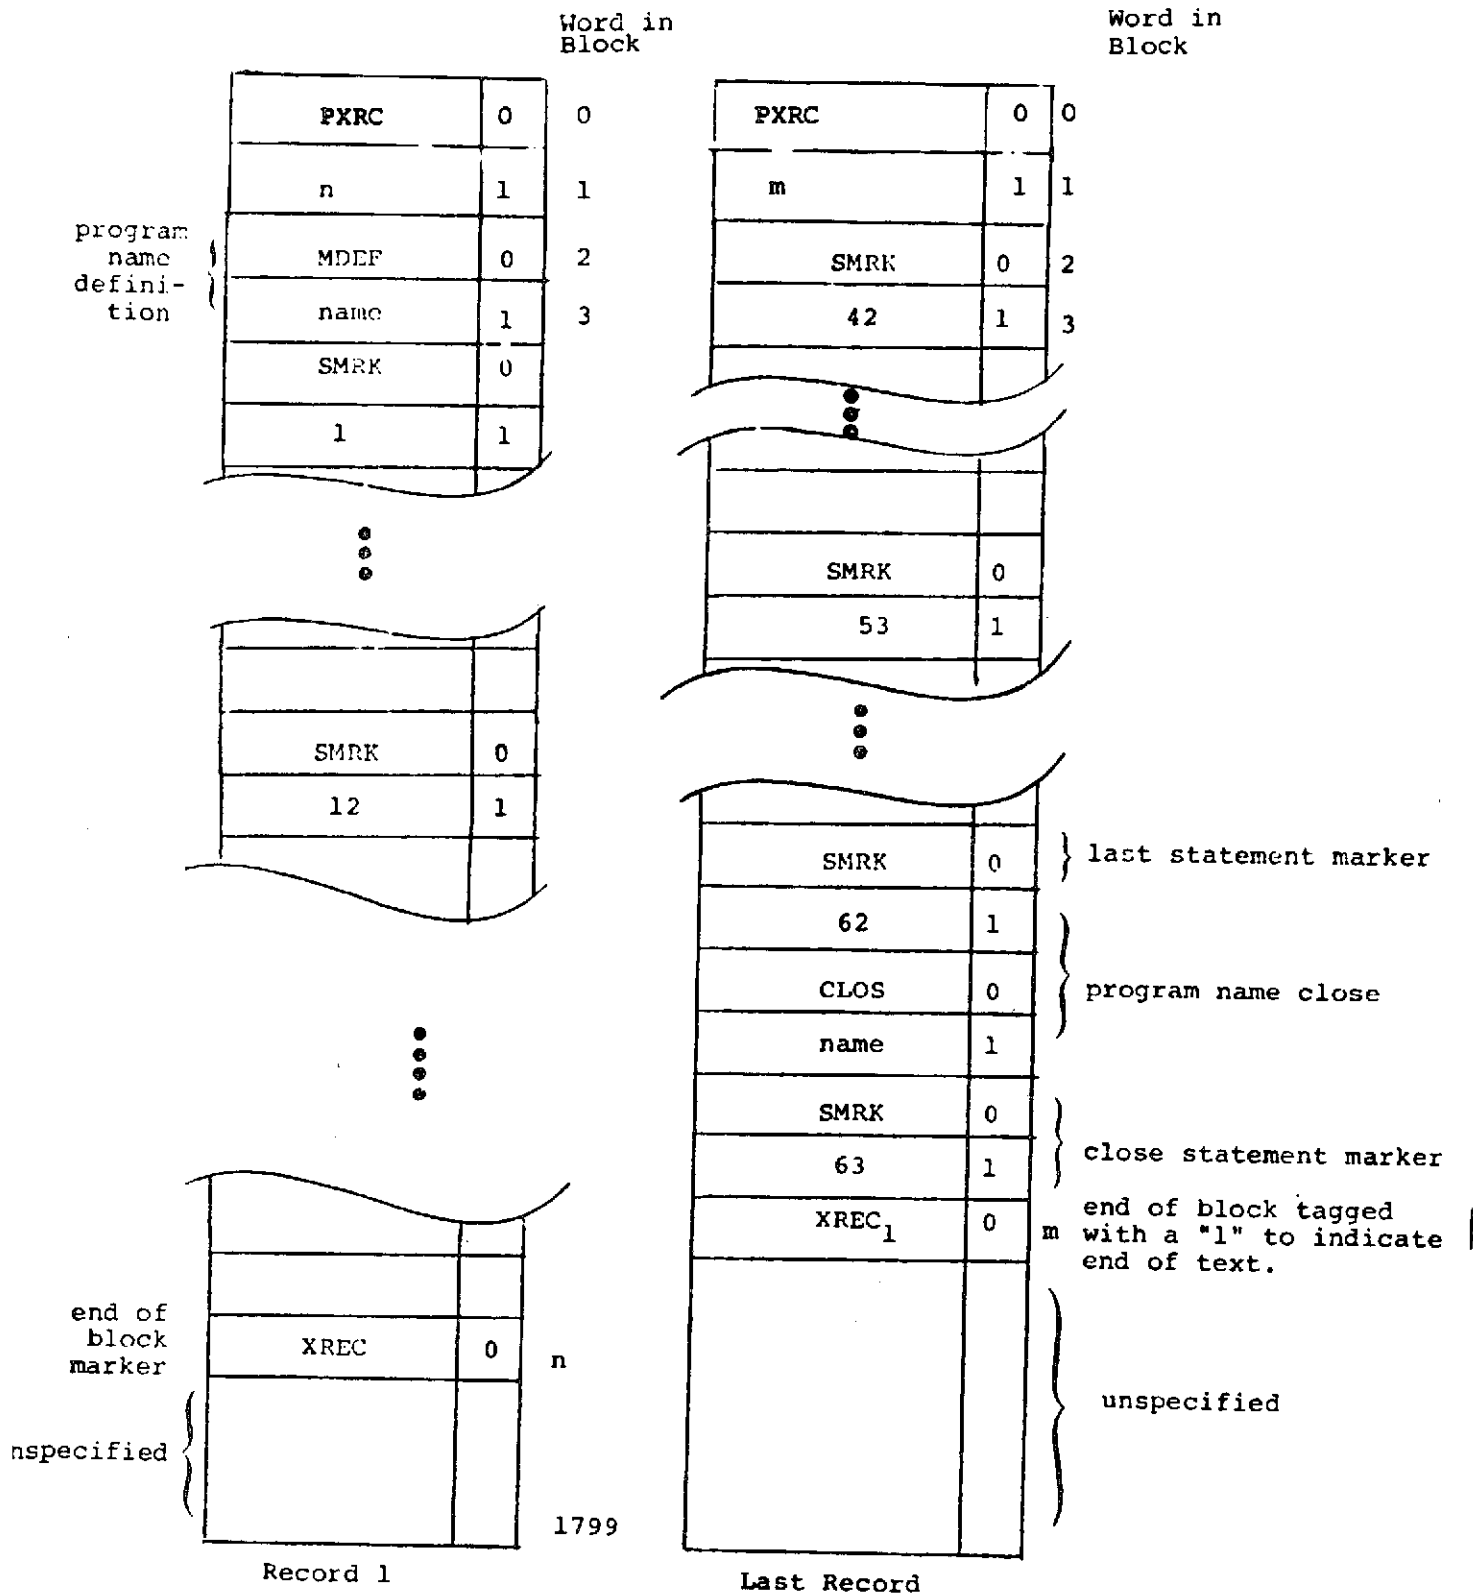 Word in
Block
PXRC 0 0
n 1 1
program
name
defini-
tion
MDEF 0 2
name 1 3
SMRK 0
1 1
SMRK 0
12 1
end of
block
marker
XREC 0 n
nspecified
1799
Record 1
Word in
Block
PXRC 0 0
m 1 1
SMRK 0 2
42 1 3
SMRK 0
53 1
SMRK 0 last statement marker
62 1
CLOS 0 program name close
name 1
SMRK 0
63 1 close statement marker
XREC1 0 m
end of block tagged
with a "1" to indicate
end of text.
unspecified
Last Record